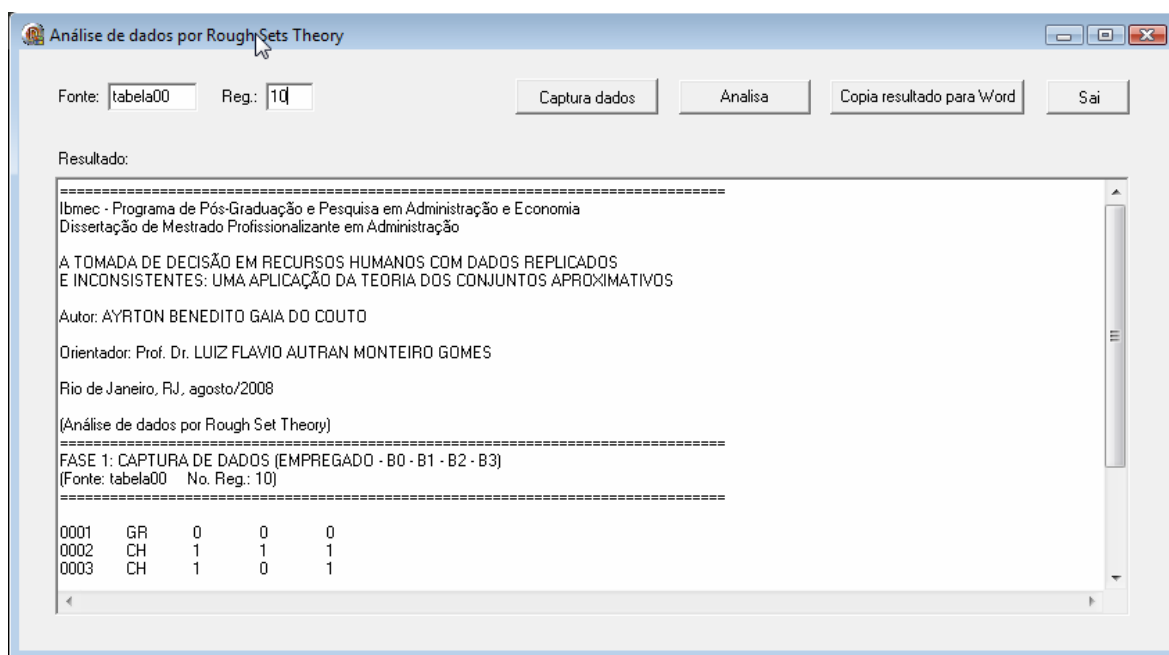 Análise de dados por Rough Sets Theory
Fonte: tabela00 Reg.: 10 Captura dados Analisa Copia resultado para Word Sai
Resultado:
================================================================================
Ibmec - Programa de Pós-Graduação e Pesquisa em Administração e Economia
Dissertação de Mestrado Profissionalizante em Administração
A TOMADA DE DECISÃO EM RECURSOS HUMANOS COM DADOS REPLICADOS
E INCONSISTENTES: UMA APLICAÇÃO DA TEORIA DOS CONJUNTOS APROXIMATIVOS
Autor: AYRTON BENEDITO GAIA DO COUTO
Orientador: Prof. Dr. LUIZ FLAVIO AUTRAN MONTEIRO GOMES
Rio de Janeiro, RJ, agosto/2008
(Análise de dados por Rough Set Theory)
================================================================================
FASE 1: CAPTURA DE DADOS (EMPREGADO - B0 - B1 - B2 - B3)
(Fonte: tabela00 No. Reg.: 10)
================================================================================
0001 GR 0 0 0
0002 CH 1 1 1
0003 CH 1 0 1